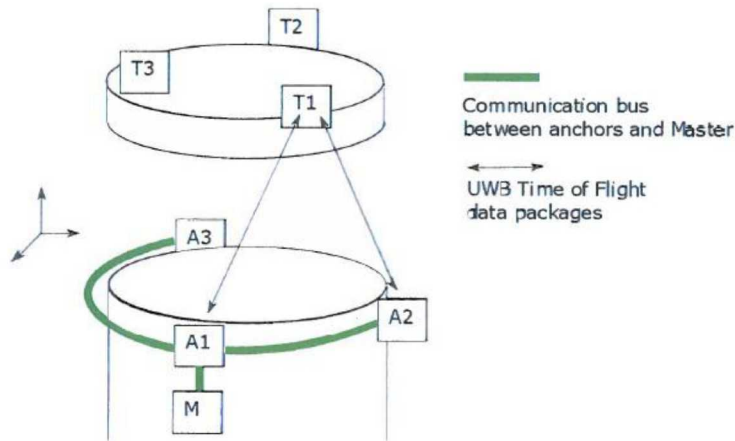 T2
T3
T1
Communication bus
between anchors and Master
UWB Time of Flight
data packages
A3
A2
A1
M